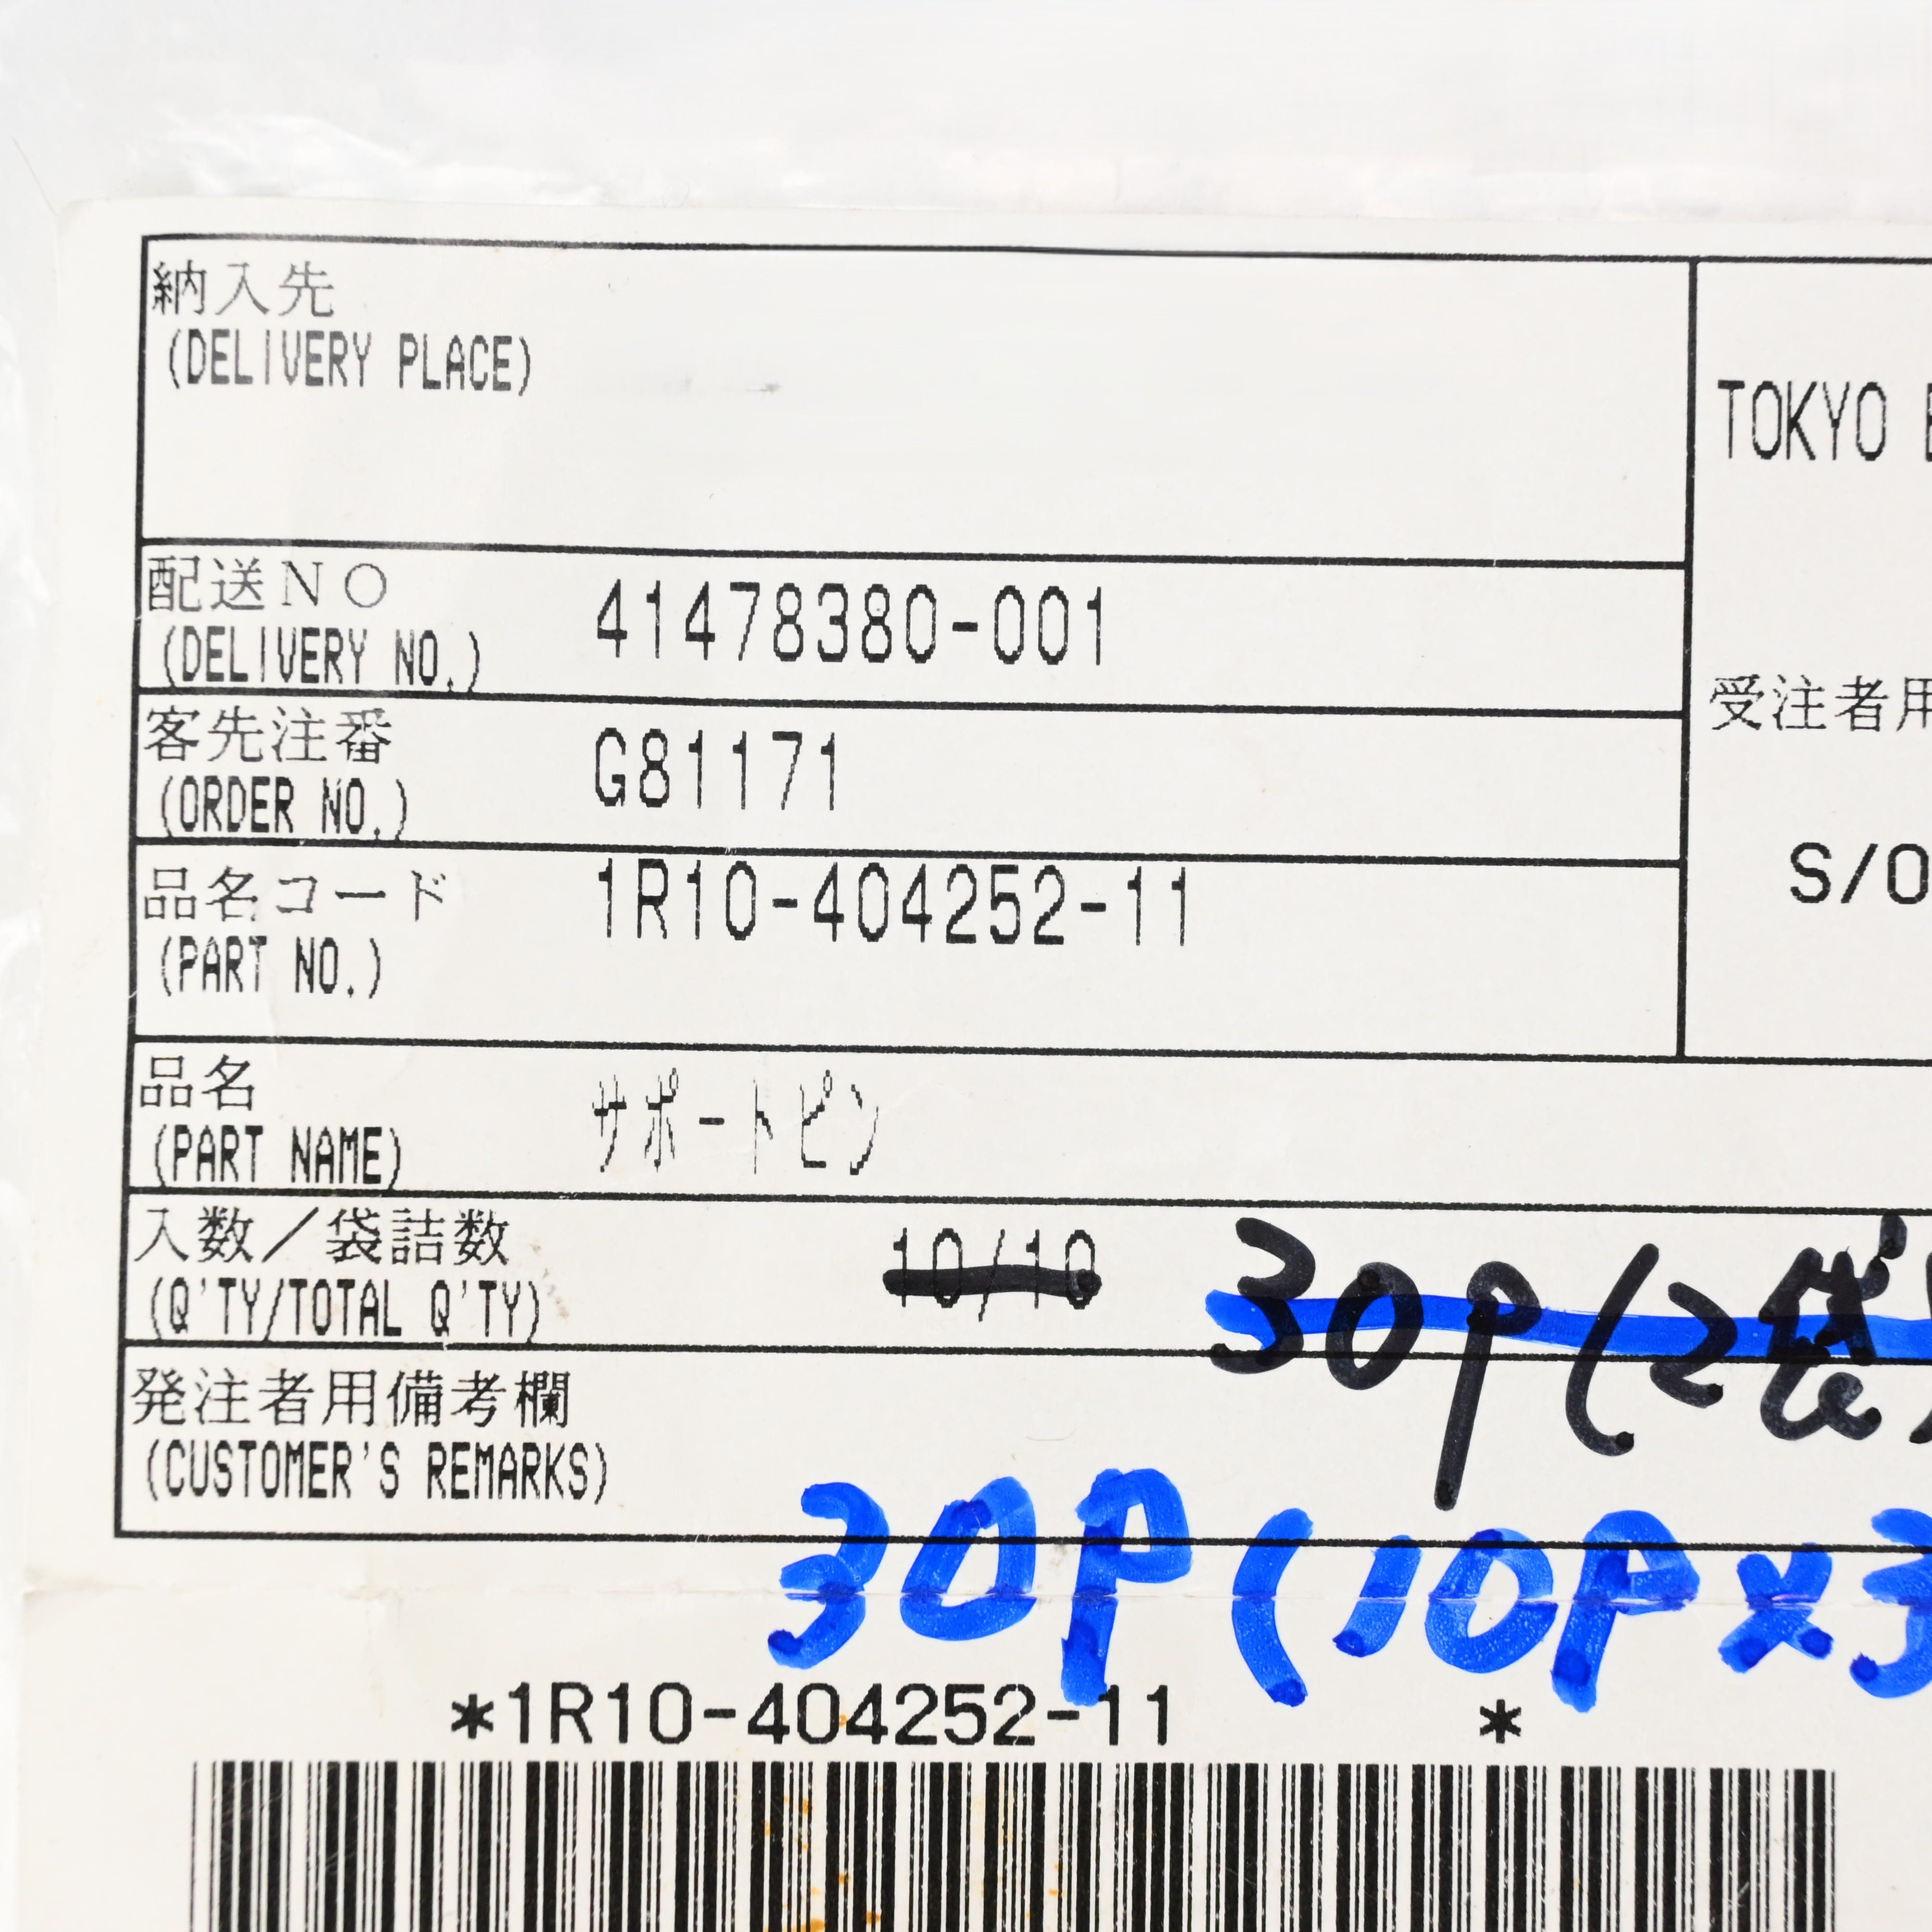 納入先
(DELIVERY PLACE)
TOKYO
配送NO
41478380-001
(DELIVERY NO.)
受注者用
客先注番
G81171
(ORDER NO.)
S/O
品名コード
1R10-404252-11
(PART NO.)
品名
サポートピン
(PART NAME)
入数/袋詰数
10/10
30P(2袋)
(Q'TY/TOTAL Q'TY)
発注者用備考欄
(CUSTOMER'S REMARKS)
30P(10P×3
*1R10-404252-11 *